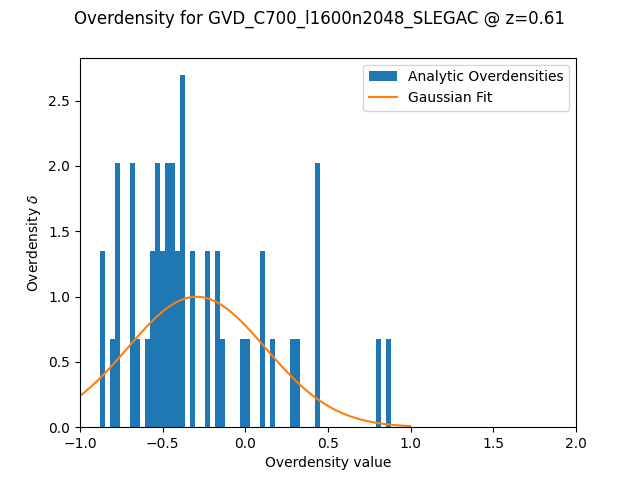 Overdensity for GVD_C700_l1600n2048_SLEGAC @ z=0.61
Analytic Overdensities
Gaussian Fit
Overdensity δ
2.5
2.0
1.5
1.0
0.5
0.0
−1.0 −0.5 0.0 0.5 1.0 1.5 2.0
Overdensity value